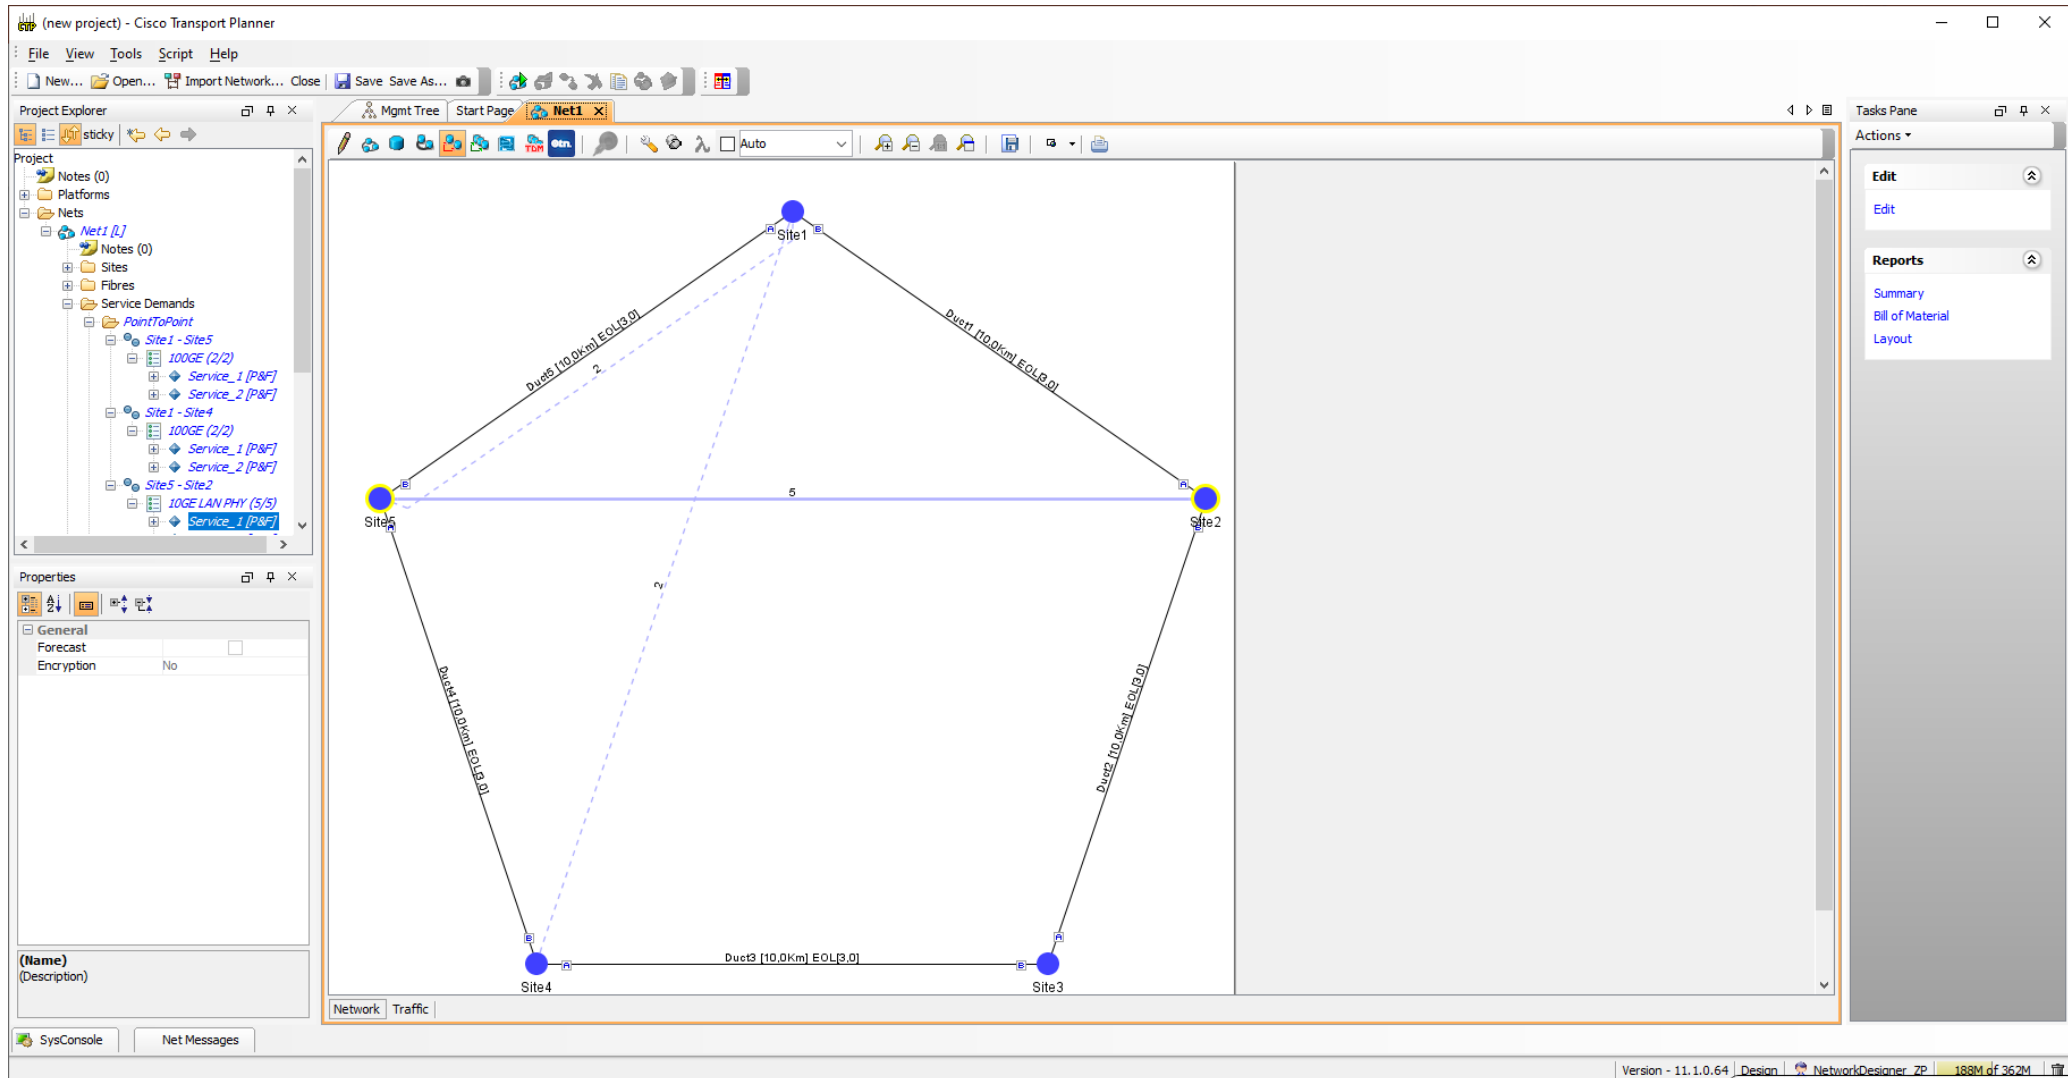 (new project) - Cisco Transport Planner
File View Tools Script Help
New... Open... Import Network... Close Save Save As...
Project Explorer
sticky
Project
Notes (0)
Platforms
Nets
Net1 [L]
Notes (0)
Sites
Fibres
Service Demands
PointToPoint
Site1 - Site5
100GE (2/2)
Service_1 [P&F]
Service_2 [P&F]
Site1 - Site4
100GE (2/2)
Service_1 [P&F]
Service_2 [P&F]
Site5 - Site2
10GE LAN PHY (5/5)
Service_1 [P&F]
Properties
General
Forecast
Encryption No
(Name)
(Description)
Mgmt Tree Start Page Net1
TDM otn. Auto
Site1
A B
Duct5 [10,0Km] EOL[3,0]
2
Duct1 [10,0Km] EOL[3,0]
B A
5
Site5 Site2
A B
2
Duct4 [10,0Km] EOL[3,0]
Duct2 [10,0Km] EOL[3,0]
B A
Duct3 [10,0Km] EOL[3,0]
A B
Site4 Site3
Network Traffic
Tasks Pane
Actions
Edit
Edit
Reports
Summary
Bill of Material
Layout
SysConsole Net Messages
Version - 11.1.0.64 Design NetworkDesigner ZP 188M of 362M